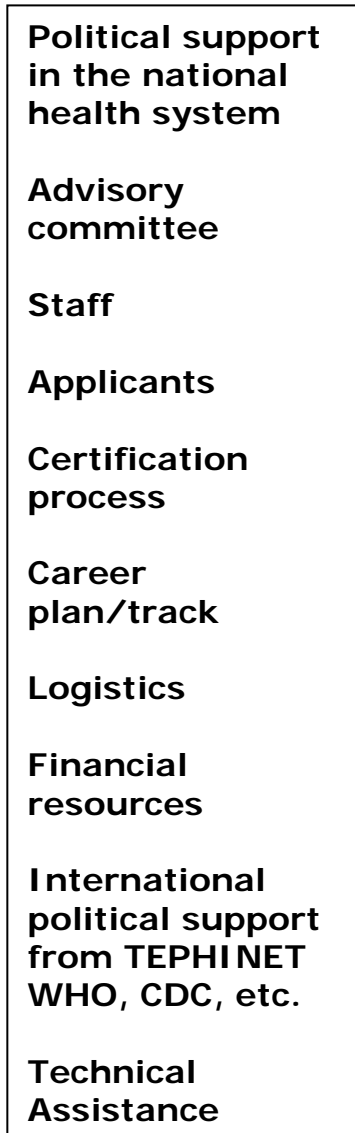 Political support
in the national
health system
Advisory
committee
Staff
Applicants
Certification
process
Career
plan/track
Logistics
Financial
resources
International
political support
from TEPHINET
WHO, CDC, etc.
Technical
Assistance